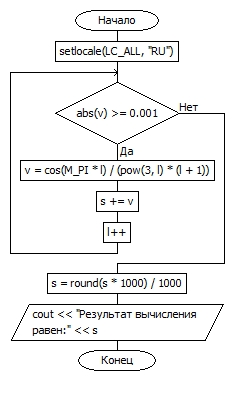 Начало
setlocale(LC_ALL, "RU")
abs(v) >= 0.001
Нет
Да
v = cos(M_PI * l) / (pow(3, l) * (l + 1))
s += v
l++
s = round(s * 1000) / 1000
cout << "Результат вычисления
равен:" << s
Конец